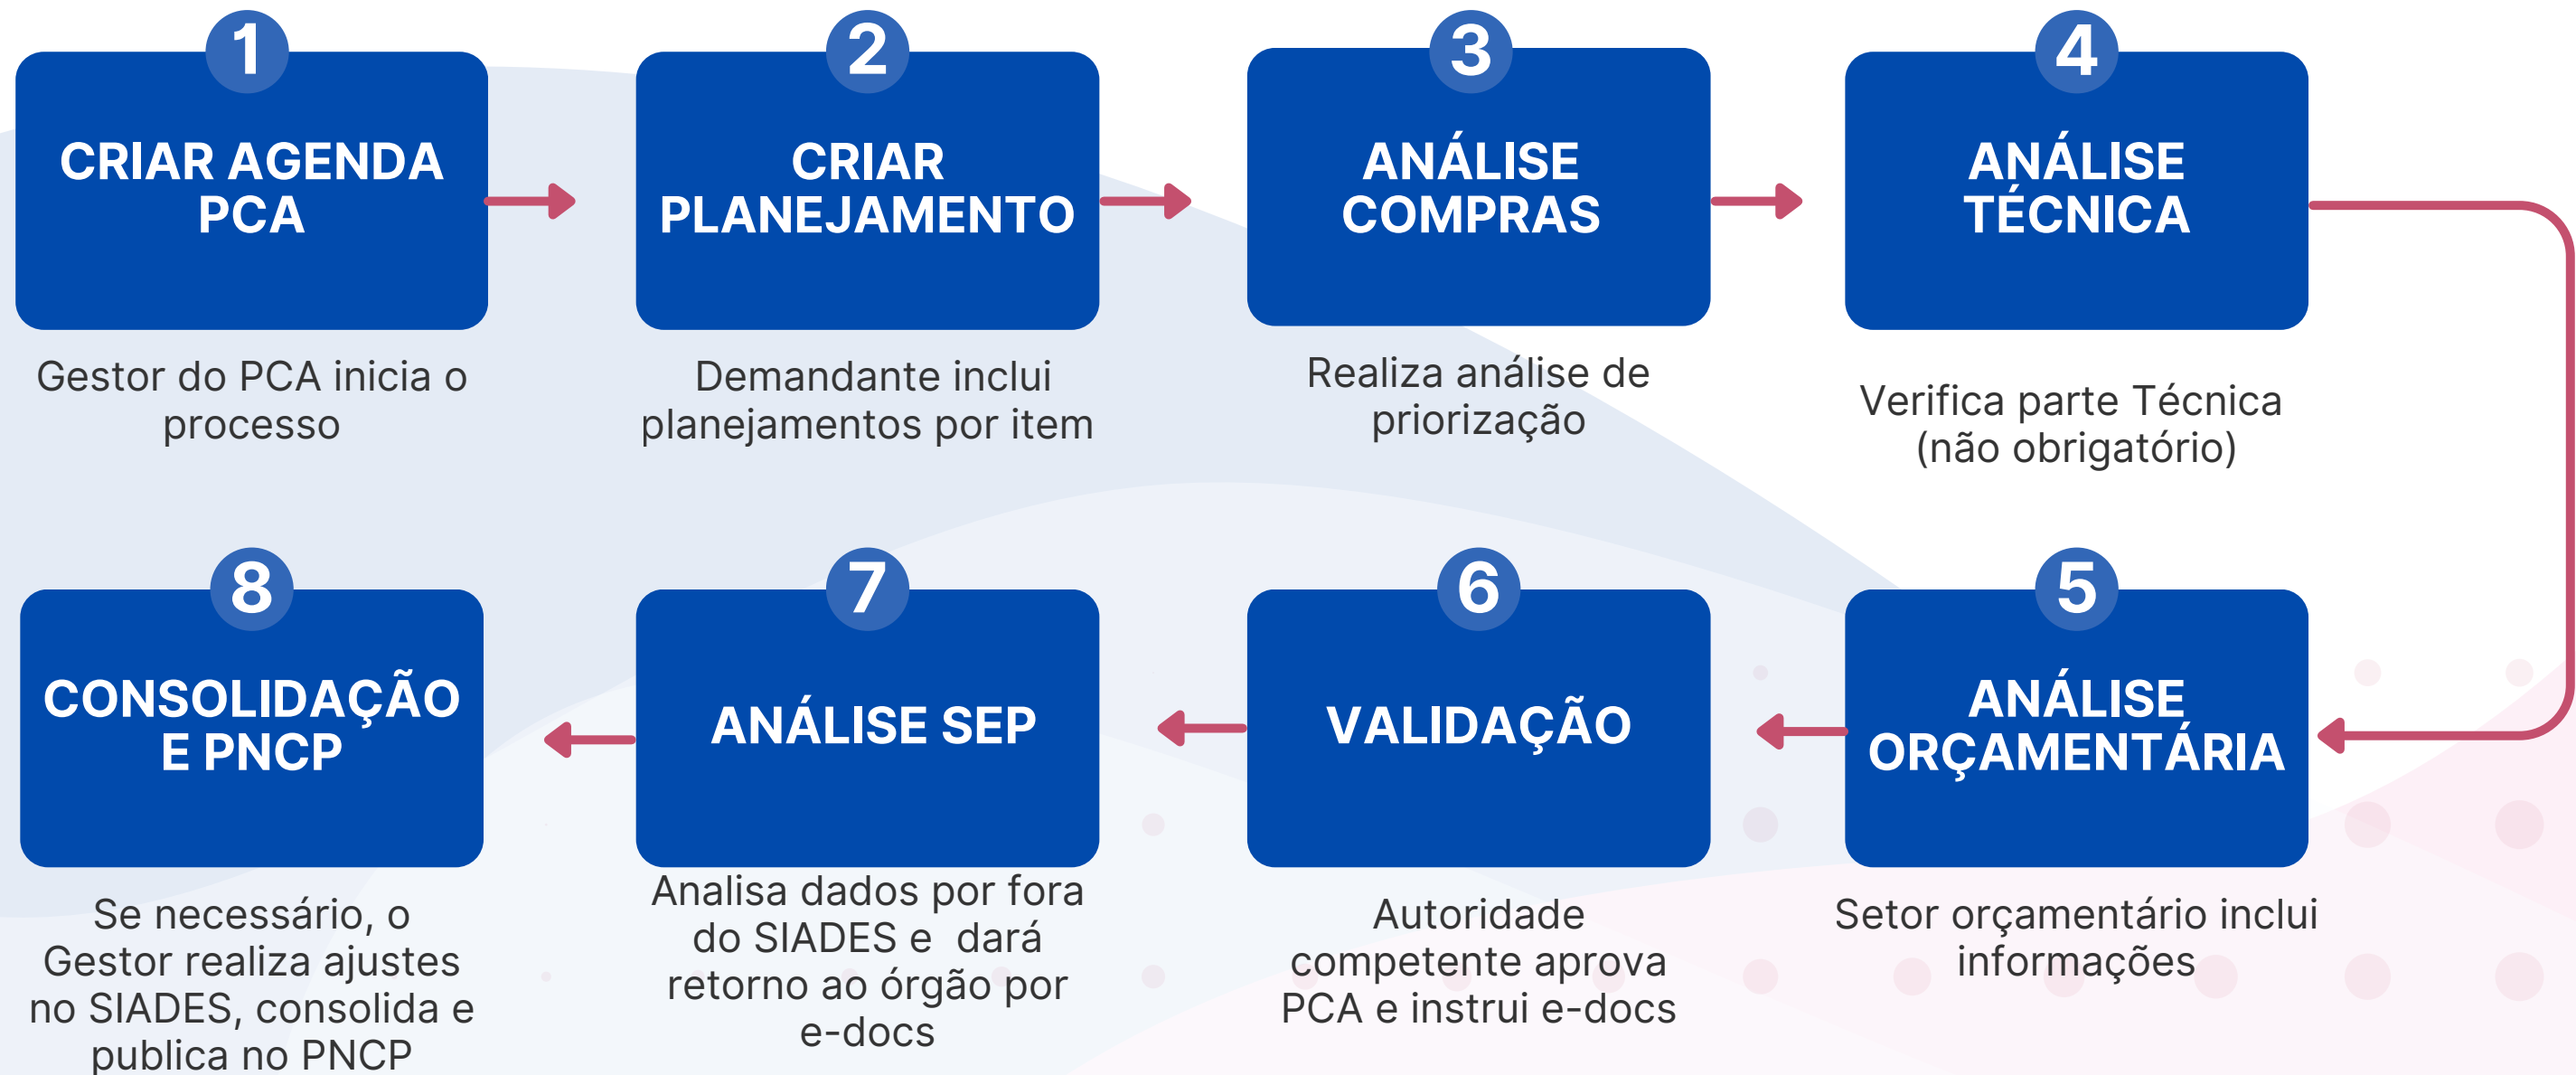 1
CRIAR AGENDA
PCA
Gestor do PCA inicia o
processo
2
CRIAR
PLANEJAMENTO
Demandante inclui
planejamentos por item
3
ANÁLISE
COMPRAS
Realiza análise de
priorização
4
ANÁLISE
TÉCNICA
Verifica parte Técnica
(não obrigatório)
5
ANÁLISE
ORÇAMENTÁRIA
Setor orçamentário inclui
informações
6
VALIDAÇÃO
Autoridade
competente aprova
PCA e instrui e-docs
7
ANÁLISE SEP
Analisa dados por fora
do SIADES e dará
retorno ao órgão por
e-docs
8
CONSOLIDAÇÃO
E PNCP
Se necessário, o
Gestor realiza ajustes
no SIADES, consolida e
publica no PNCP